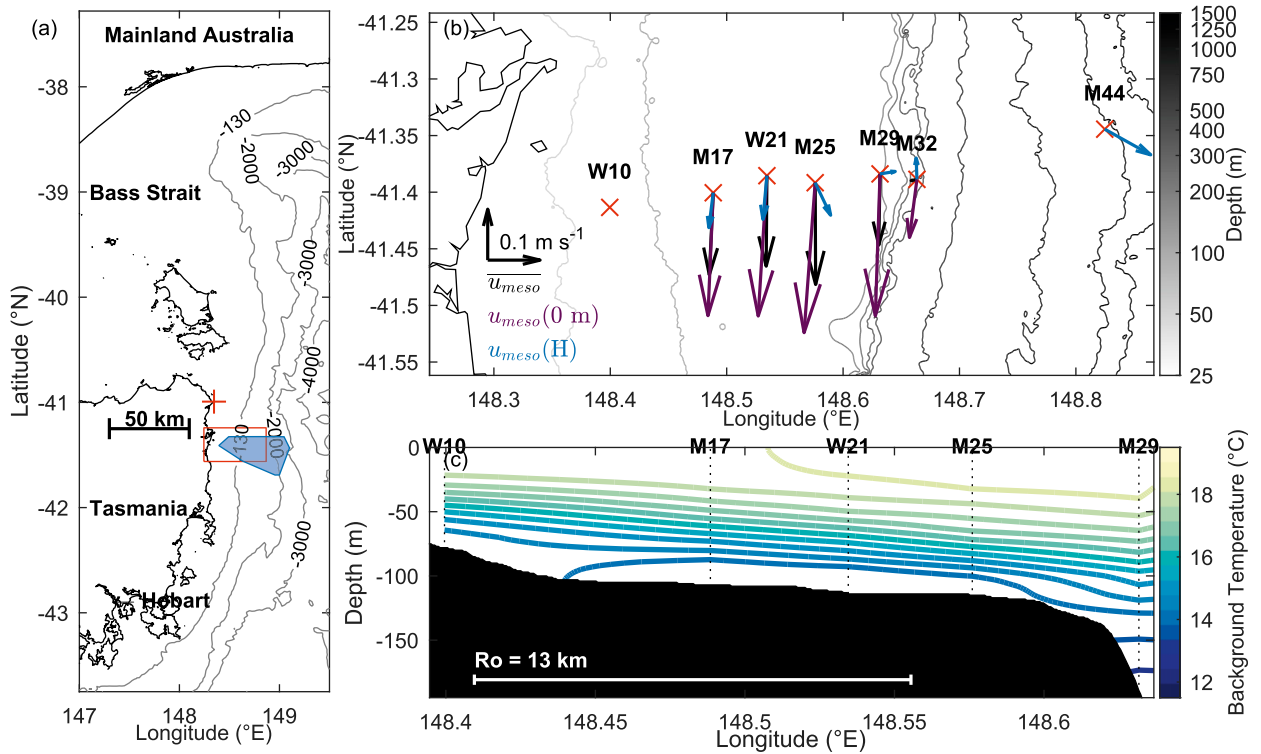 (a)
Mainland Australia
Bass Strait
Tasmania
Hobart
50 km
-130
-2000
-3000
-3000
-4000
-130
-2000
-3000
-38
-39
-40
-41
-42
-43
147
148
149
Latitude (°N)
Longitude (°E)
(b)
-41.25
-41.3
-41.35
-41.4
-41.45
-41.5
-41.55
Latitude (°N)
W10
M17
W21
M25
M29
M32
M44
0.1 m s-1
umeso
umeso(0 m)
umeso(H)
148.3
148.4
148.5
148.6
148.7
148.8
Longitude (°E)
1500
1250
1000
750
500
400
300
200
100
50
25
Depth (m)
(c)
W10
M17
W21
M25
M29
0
-50
-100
-150
Depth (m)
Ro = 13 km
148.4
148.45
148.5
148.55
148.6
Longitude (°E)
18
16
14
12
Background Temperature (°C)